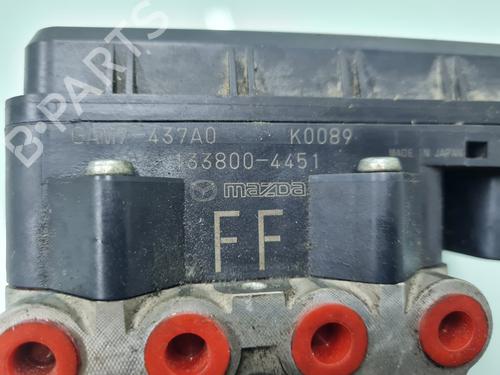 GAM7 437A0 K0089
133800-4451
MADE IN JAPAN
mazda
FF
B-PARTS